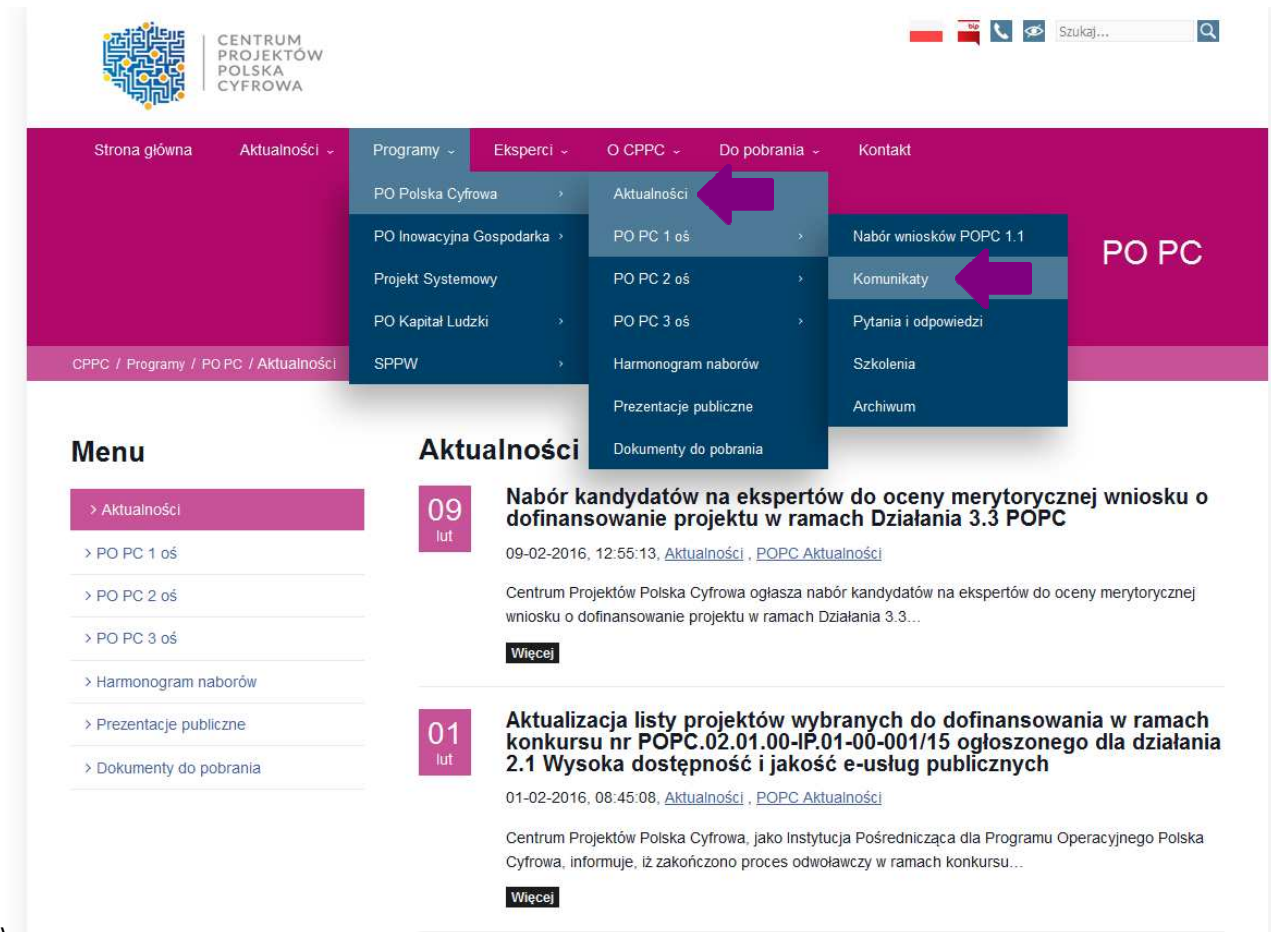 CENTRUM
PROJEKTÓW
POLSKA
CYFROWA
bip
Szukaj...
Strona główna Aktualności Programy Eksperci O CPPC Do pobrania Kontakt
PO Polska Cyfrowa
PO Inowacyjna Gospodarka
Projekt Systemowy
PO Kapitał Ludzki
SPPW
Aktualności
PO PC 1 oś
PO PC 2 oś
PO PC 3 oś
Harmonogram naborów
Prezentacje publiczne
Dokumenty do pobrania
Nabór wniosków POPC 1.1
Komunikaty
Pytania i odpowiedzi
Szkolenia
Archiwum
PO PC
CPPC / Programy / PO PC / Aktualności
Menu
> Aktualności
> PO PC 1 oś
> PO PC 2 oś
> PO PC 3 oś
> Harmonogram naborów
> Prezentacje publiczne
> Dokumenty do pobrania
Aktualności
09
lut
Nabór kandydatów na ekspertów do oceny merytorycznej wniosku o
dofinansowanie projektu w ramach Działania 3.3 POPC
09-02-2016, 12:55:13, Aktualności , POPC Aktualności
Centrum Projektów Polska Cyfrowa ogłasza nabór kandydatów na ekspertów do oceny merytorycznej
wniosku o dofinansowanie projektu w ramach Działania 3.3…
Więcej
01
lut
Aktualizacja listy projektów wybranych do dofinansowania w ramach
konkursu nr POPC.02.01.00-IP.01-00-001/15 ogłoszonego dla działania
2.1 Wysoka dostępność i jakość e-usług publicznych
01-02-2016, 08:45:08, Aktualności , POPC Aktualności
Centrum Projektów Polska Cyfrowa, jako Instytucja Pośrednicząca dla Programu Operacyjnego Polska
Cyfrowa, informuje, iż zakończono proces odwoławczy w ramach konkursu…
Więcej